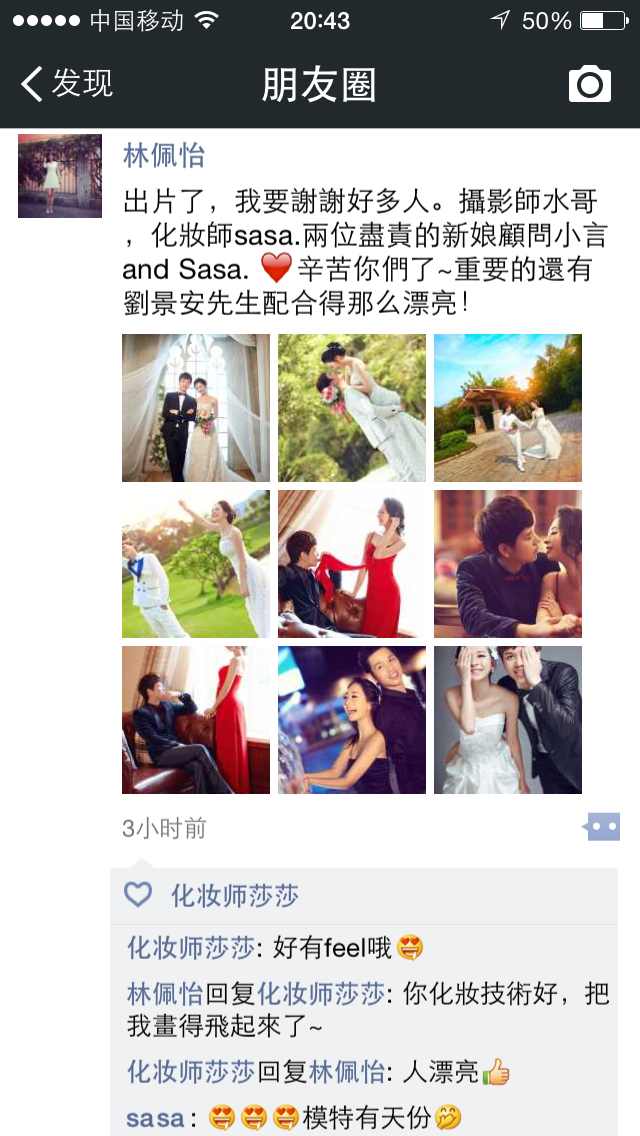 中国移动 20:43 50%
发现 朋友圈
林佩怡
出片了，我要謝謝好多人。攝影師水哥
，化妝師sasa.兩位盡責的新娘顧問小言
and Sasa. ❤️辛苦你們了~重要的還有
劉景安先生配合得那么漂亮！
3小时前
化妆师莎莎
化妆师莎莎: 好有feel哦😍
林佩怡回复化妆师莎莎: 你化妝技術好，把
我畫得飛起來了~
化妆师莎莎回复林佩怡: 人漂亮👍
sasa : 😍😍😍模特有天份🤭